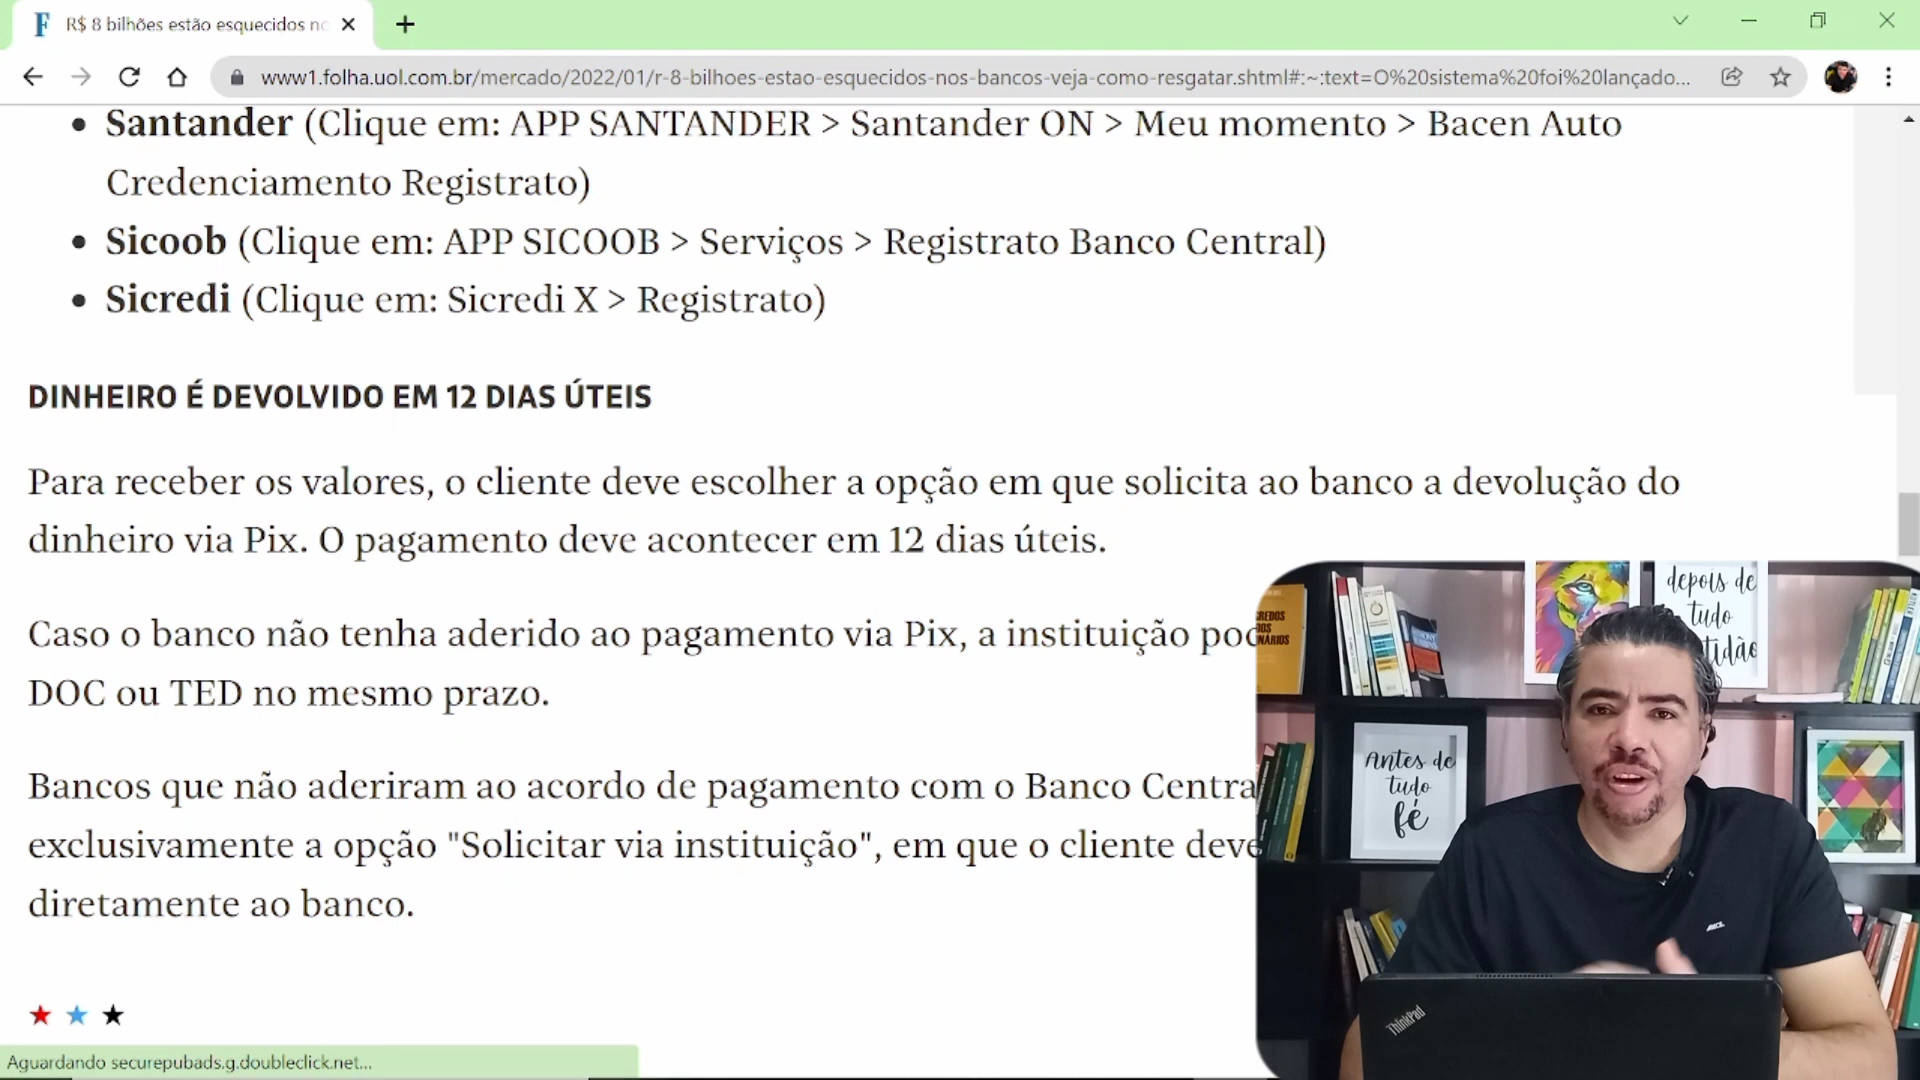 R$ 8 bilhões estão esquecidos no
www1.folha.uol.com.br/mercado/2022/01/r-8-bilhoes-estao-esquecidos-nos-bancos-veja-como-resgatar.shtml#:~:text=O%20sistema%20foi%20lançado...
Santander (Clique em: APP SANTANDER > Santander ON > Meu momento > Bacen Auto
Credenciamento Registrato)
Sicoob (Clique em: APP SICOOB > Serviços > Registrato Banco Central)
Sicredi (Clique em: Sicredi X > Registrato)
DINHEIRO É DEVOLVIDO EM 12 DIAS ÚTEIS
Para receber os valores, o cliente deve escolher a opção em que solicita ao banco a devolução do
dinheiro via Pix. O pagamento deve acontecer em 12 dias úteis.
Caso o banco não tenha aderido ao pagamento via Pix, a instituição pod
DOC ou TED no mesmo prazo.
Bancos que não aderiram ao acordo de pagamento com o Banco Centra
exclusivamente a opção "Solicitar via instituição", em que o cliente deve
diretamente ao banco.
Aguardando securepubads.g.doubleclick.net...
depois de
tudo
tidão
Antes de
tudo
fé
ThinkPad